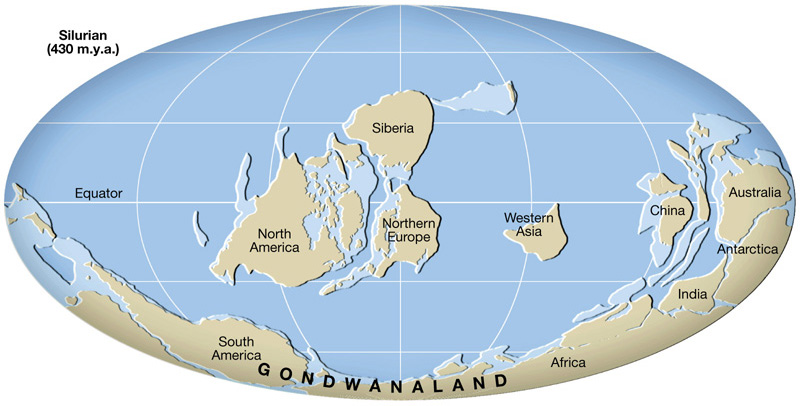 Silurian
(430 m.y.a.)
Siberia
Equator
North
America
Northern
Europe
Western
Asia
China
Australia
Antarctica
India
South
America
Africa
GONDWANALAND